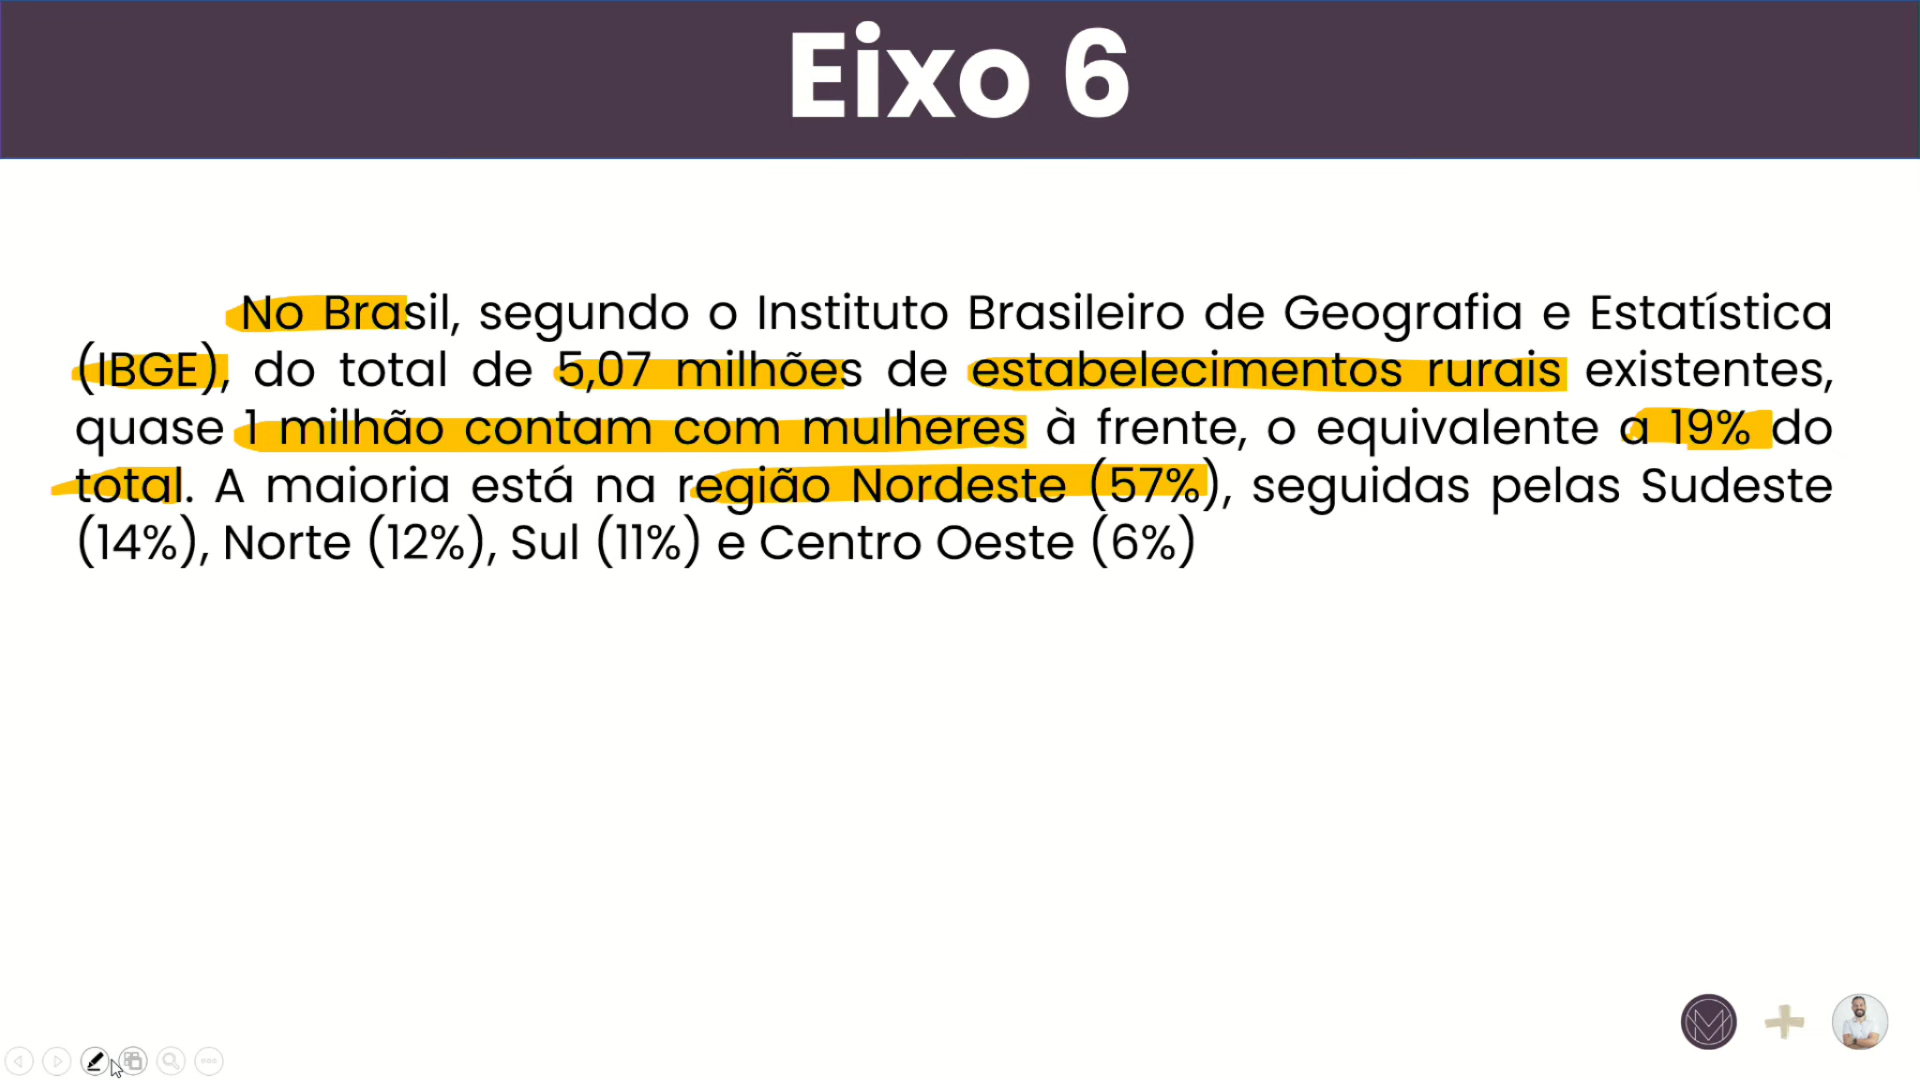 Eixo 6
No Brasil, segundo o Instituto Brasileiro de Geografia e Estatística
(IBGE), do total de 5,07 milhões de estabelecimentos rurais existentes,
quase 1 milhão contam com mulheres à frente, o equivalente a 19% do
total. A maioria está na região Nordeste (57%), seguidas pelas Sudeste
(14%), Norte (12%), Sul (11%) e Centro Oeste (6%)